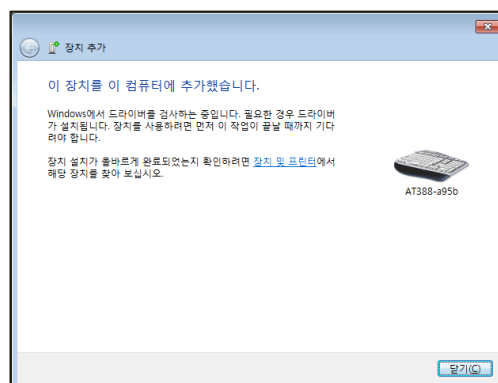 장치 추가
이 장치를 이 컴퓨터에 추가했습니다.
Windows에서 드라이버를 검사하는 중입니다. 필요한 경우 드라이버
가 설치됩니다. 장치를 사용하려면 먼저 이 작업이 끝날 때까지 기다
려야 합니다.
장치 설치가 올바르게 완료되었는지 확인하려면 장치 및 프린터에서
해당 장치를 찾아 보십시오.
AT388-a95b
닫기(C)